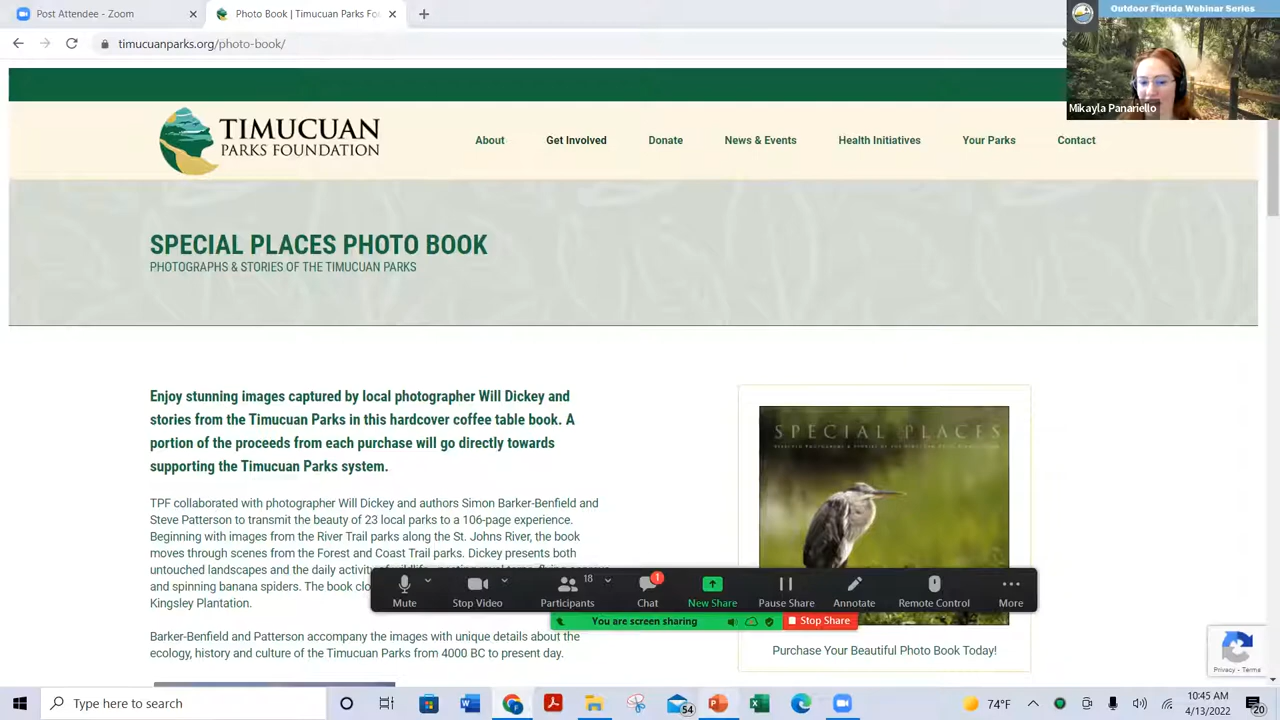 Post Attendee - Zoom
Photo Book | Timucuan Parks Fou
timucuanparks.org/photo-book/
Outdoor Florida Webinar Series
Mikayla Panariello
TIMUCUAN
PARKS FOUNDATION
About Get Involved Donate News & Events Health Initiatives Your Parks Contact
SPECIAL PLACES PHOTO BOOK
PHOTOGRAPHS & STORIES OF THE TIMUCUAN PARKS
Enjoy stunning images captured by local photographer Will Dickey and
stories from the Timucuan Parks in this hardcover coffee table book. A
portion of the proceeds from each purchase will go directly towards
supporting the Timucuan Parks system.
TPF collaborated with photographer Will Dickey and authors Simon Barker-Benfield and
Steve Patterson to transmit the beauty of 23 local parks to a 106-page experience.
Beginning with images from the River Trail parks along the St. Johns River, the book
moves through scenes from the Forest and Coast Trail parks. Dickey presents both
untouched landscapes and the daily activity
and spinning banana spiders. The book clo
Kingsley Plantation.
Barker-Benfield and Patterson accompany the images with unique details about the
ecology, history and culture of the Timucuan Parks from 4000 BC to present day.
SPECIAL PLACES
Purchase Your Beautiful Photo Book Today!
Mute Stop Video Participants 18 Chat 1 New Share Pause Share Annotate Remote Control More
You are screen sharing Stop Share
Privacy - Terms
Type here to search
54
74°F
10:45 AM
4/13/2022
20